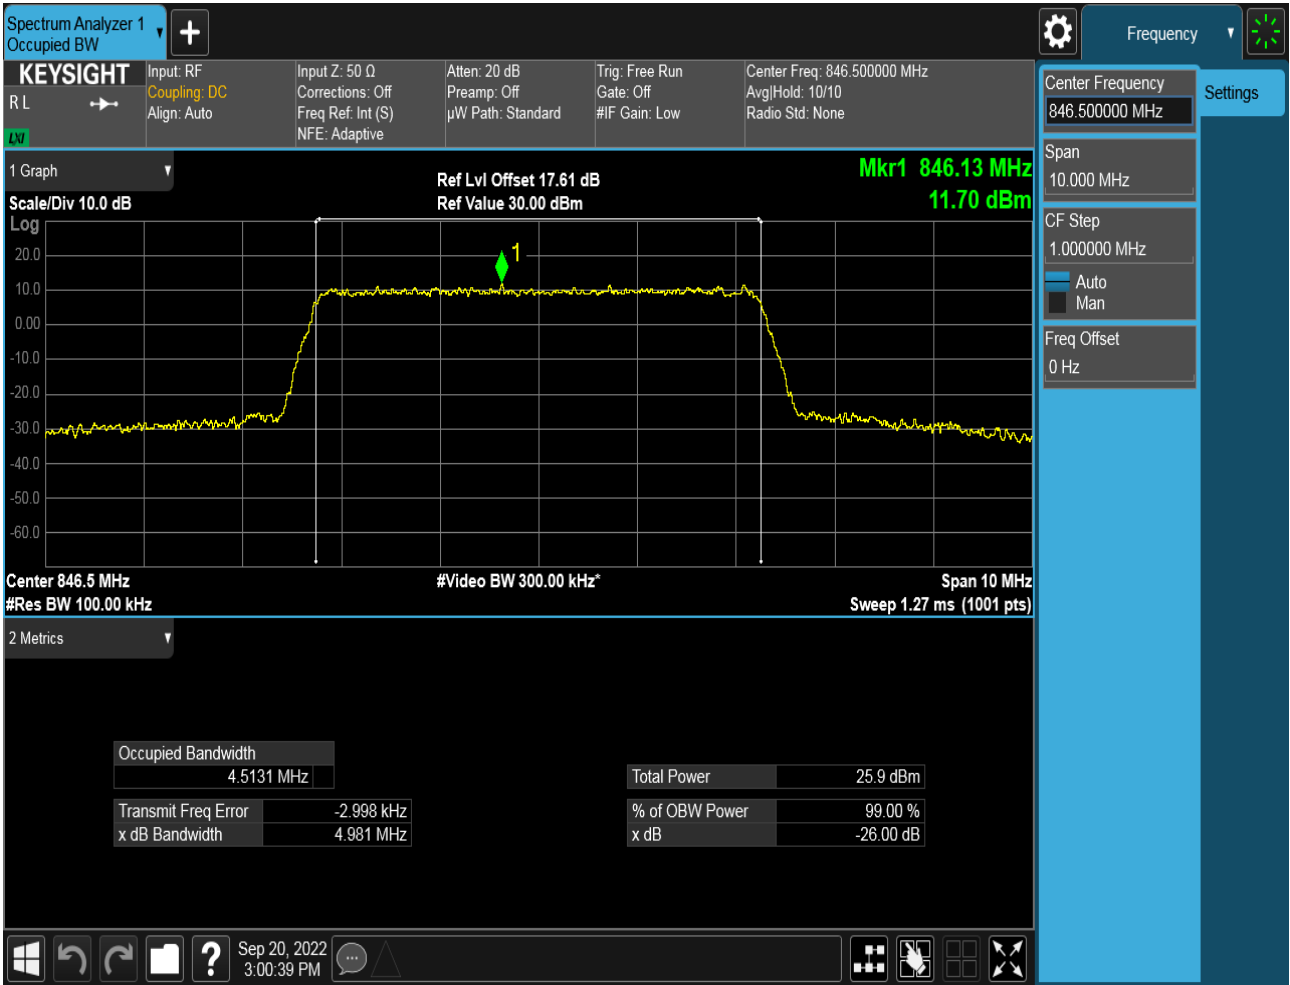 Spectrum Analyzer 1
Occupied BW
Frequency
KEYSIGHT
R L
LXI
Input: RF
Coupling: DC
Align: Auto
Input Z: 50 Ω
Corrections: Off
Freq Ref: Int (S)
NFE: Adaptive
Atten: 20 dB
Preamp: Off
µW Path: Standard
Trig: Free Run
Gate: Off
#IF Gain: Low
Center Freq: 846.500000 MHz
Avg|Hold: 10/10
Radio Std: None
Center Frequency
846.500000 MHz
Settings
Span
10.000 MHz
CF Step
1.000000 MHz
Auto
Man
Freq Offset
0 Hz
1 Graph
Scale/Div 10.0 dB
Ref Lvl Offset 17.61 dB
Ref Value 30.00 dBm
Mkr1 846.13 MHz
11.70 dBm
Log
1
20.0
10.0
0.00
-10.0
-20.0
-30.0
-40.0
-50.0
-60.0
Center 846.5 MHz
#Res BW 100.00 kHz
#Video BW 300.00 kHz*
Span 10 MHz
Sweep 1.27 ms (1001 pts)
2 Metrics
Occupied Bandwidth
4.5131 MHz
Transmit Freq Error -2.998 kHz
x dB Bandwidth 4.981 MHz
Total Power 25.9 dBm
% of OBW Power 99.00 %
x dB -26.00 dB
?
Sep 20, 2022
3:00:39 PM